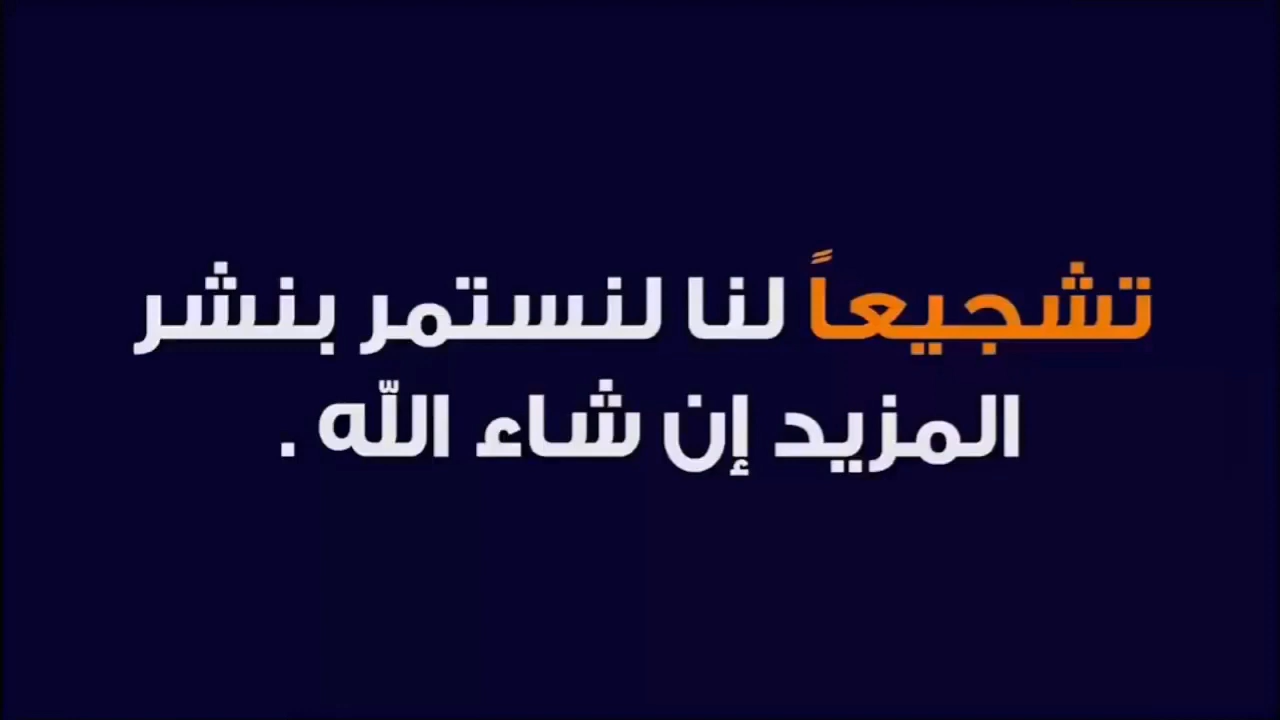 تشجيعاً لنا لنستمر بنشر
المزيد إن شاء اللّه .